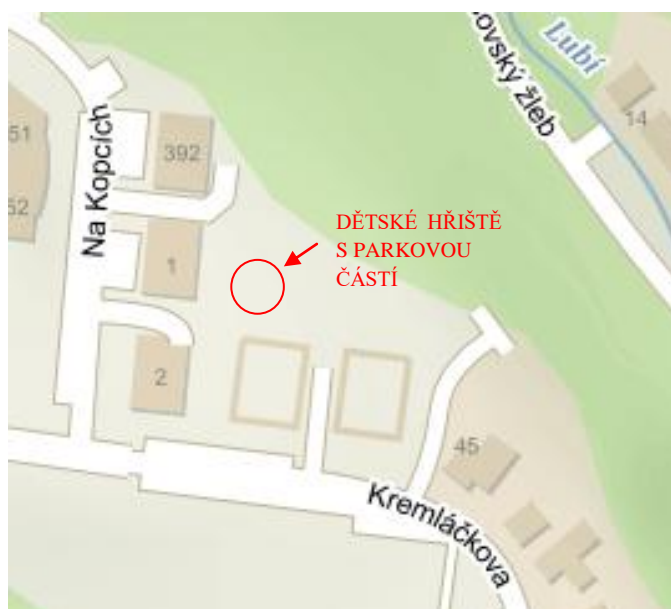 Lubí
ovský žleb
14
51
392
52
Na Kopcích
DĚTSKÉ HŘIŠTĚ
S PARKOVOU
ČÁSTÍ
1
2
45
Kremláčkova